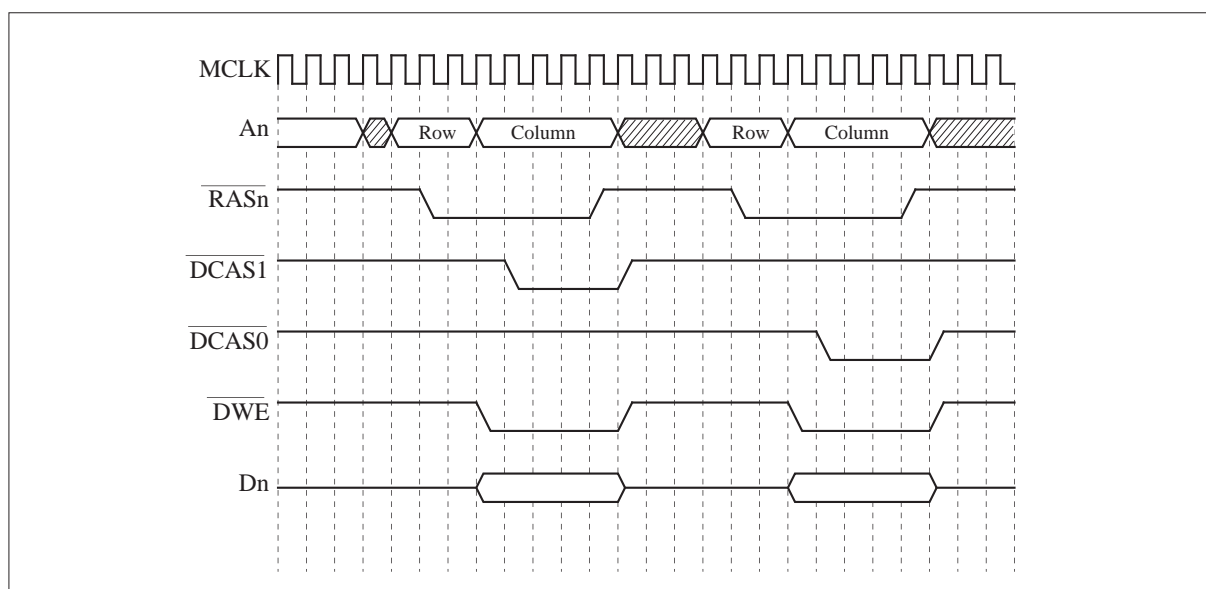 MCLK
An Row Column Row Column
RASn
DCAS1
DCAS0
DWE
Dn